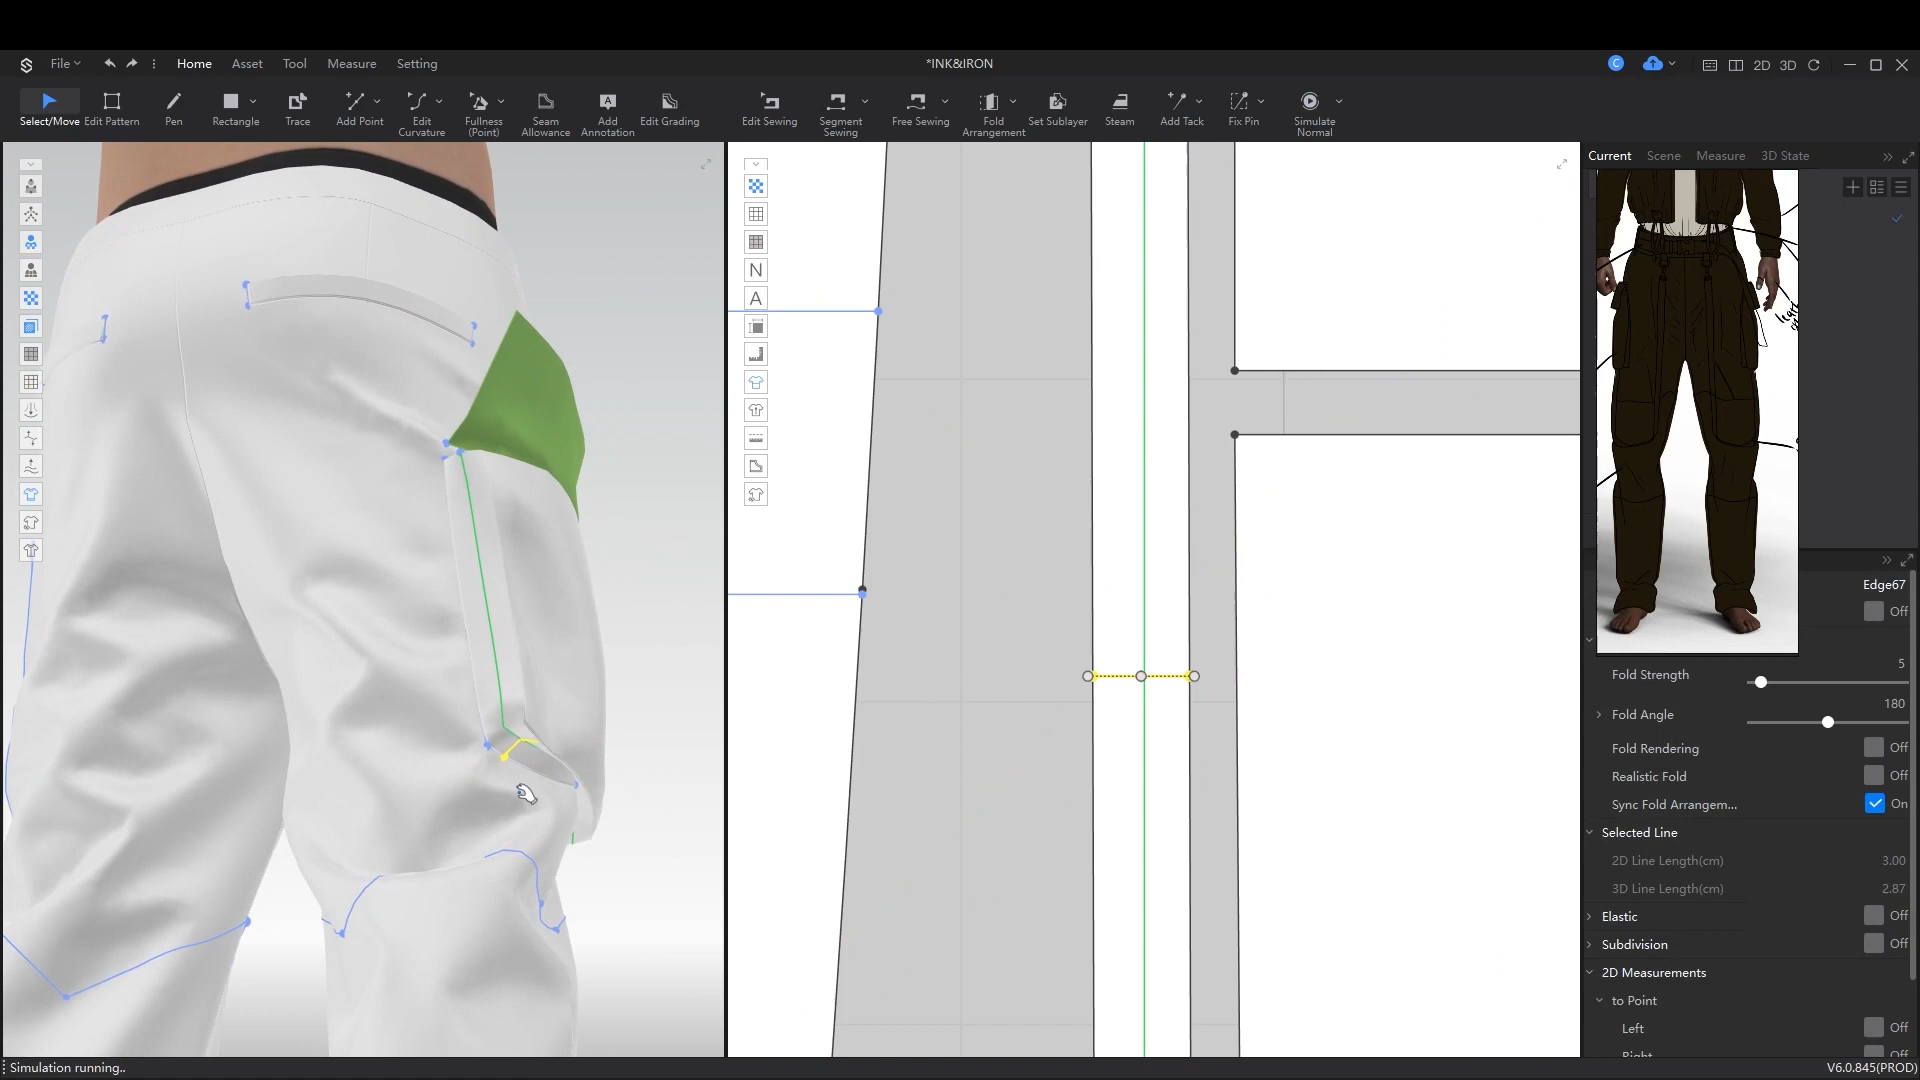 File
Home
Asset
Tool
Measure
Setting
*INK&IRON
C
2D
3D
Select/Move
Edit Pattern
Pen
Rectangle
Trace
Add Point
Edit
Curvature
Fullness
(Point)
Seam
Allowance
Add
Annotation
Edit Grading
Edit Sewing
Segment
Sewing
Free Sewing
Fold
Arrangement
Set Sublayer
Steam
Add Tack
Fix Pin
Simulate
Normal
N
A
Current
Scene
Measure
3D State
Edge67
Off
Fold Strength
5
Fold Angle
180
Fold Rendering
Off
Realistic Fold
Off
Sync Fold Arrangem...
On
Selected Line
2D Line Length(cm)
3.00
3D Line Length(cm)
2.87
Elastic
Off
Subdivision
Off
2D Measurements
to Point
Left
Off
Right
Off
Simulation running..
V6.0.845(PROD)